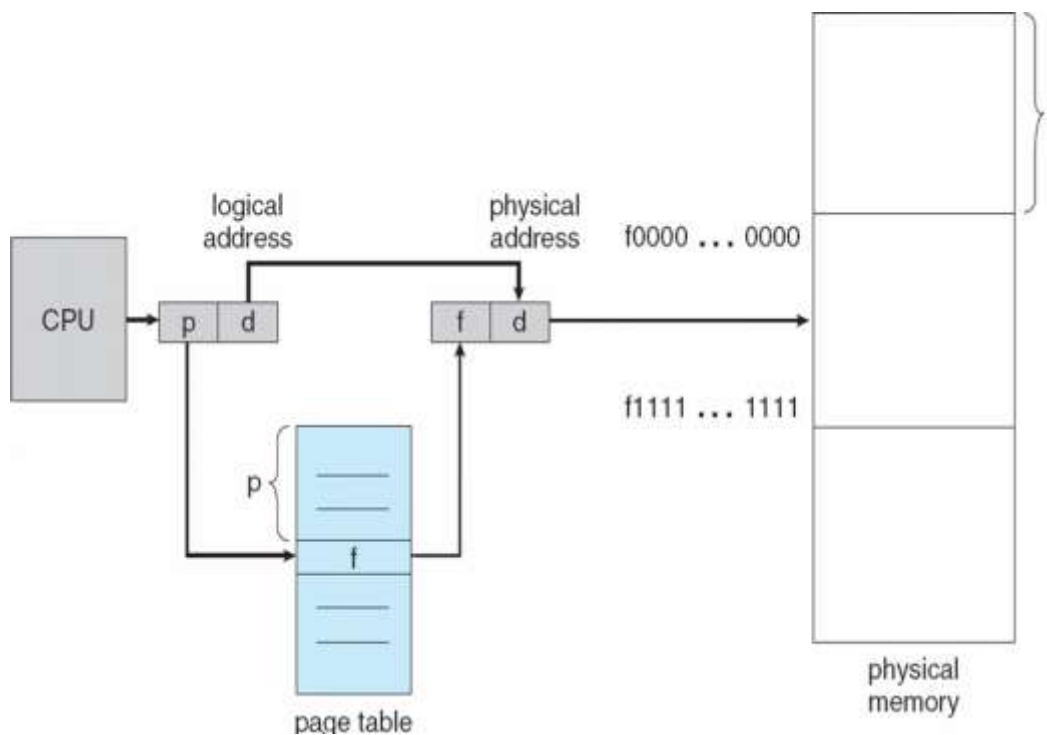 logical
address
physical
address
f0000 ... 0000
CPU
p
d
f
d
f1111 ... 1111
p
f
physical
memory
page table